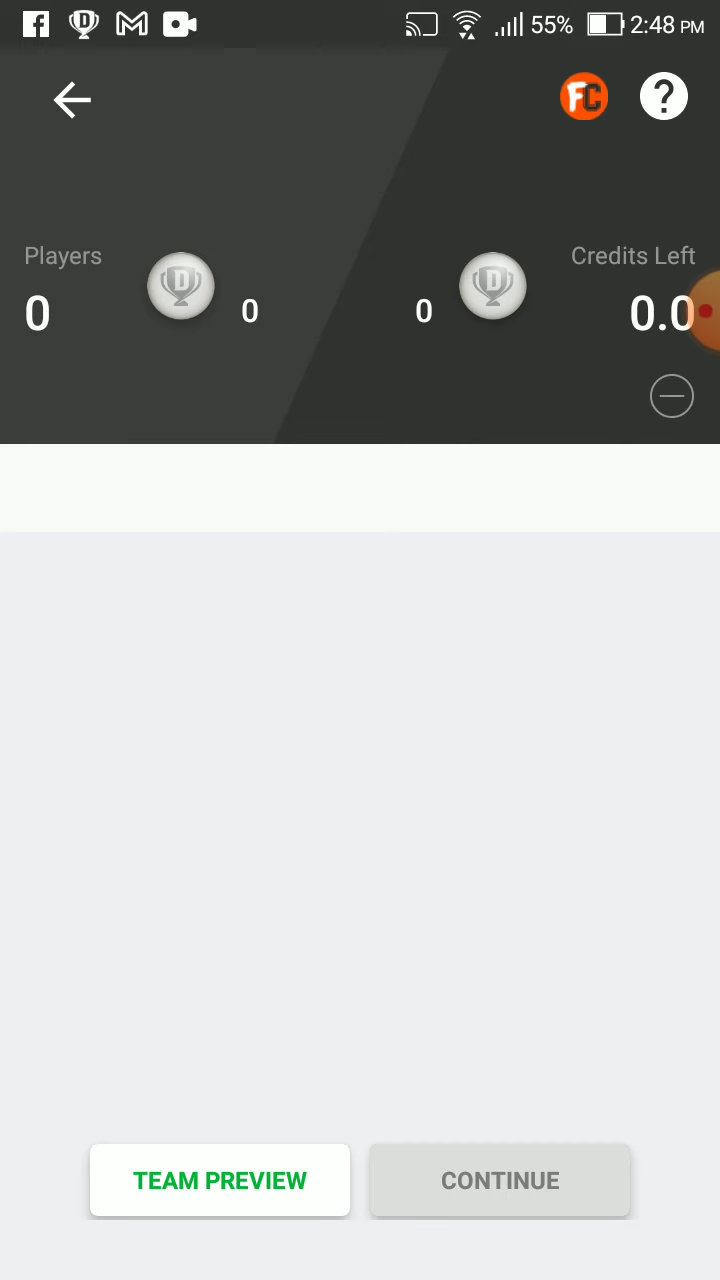 55% 2:48 PM
FC ?
Players
Credits Left
D
D
0
0
0
0.0
TEAM PREVIEW
CONTINUE